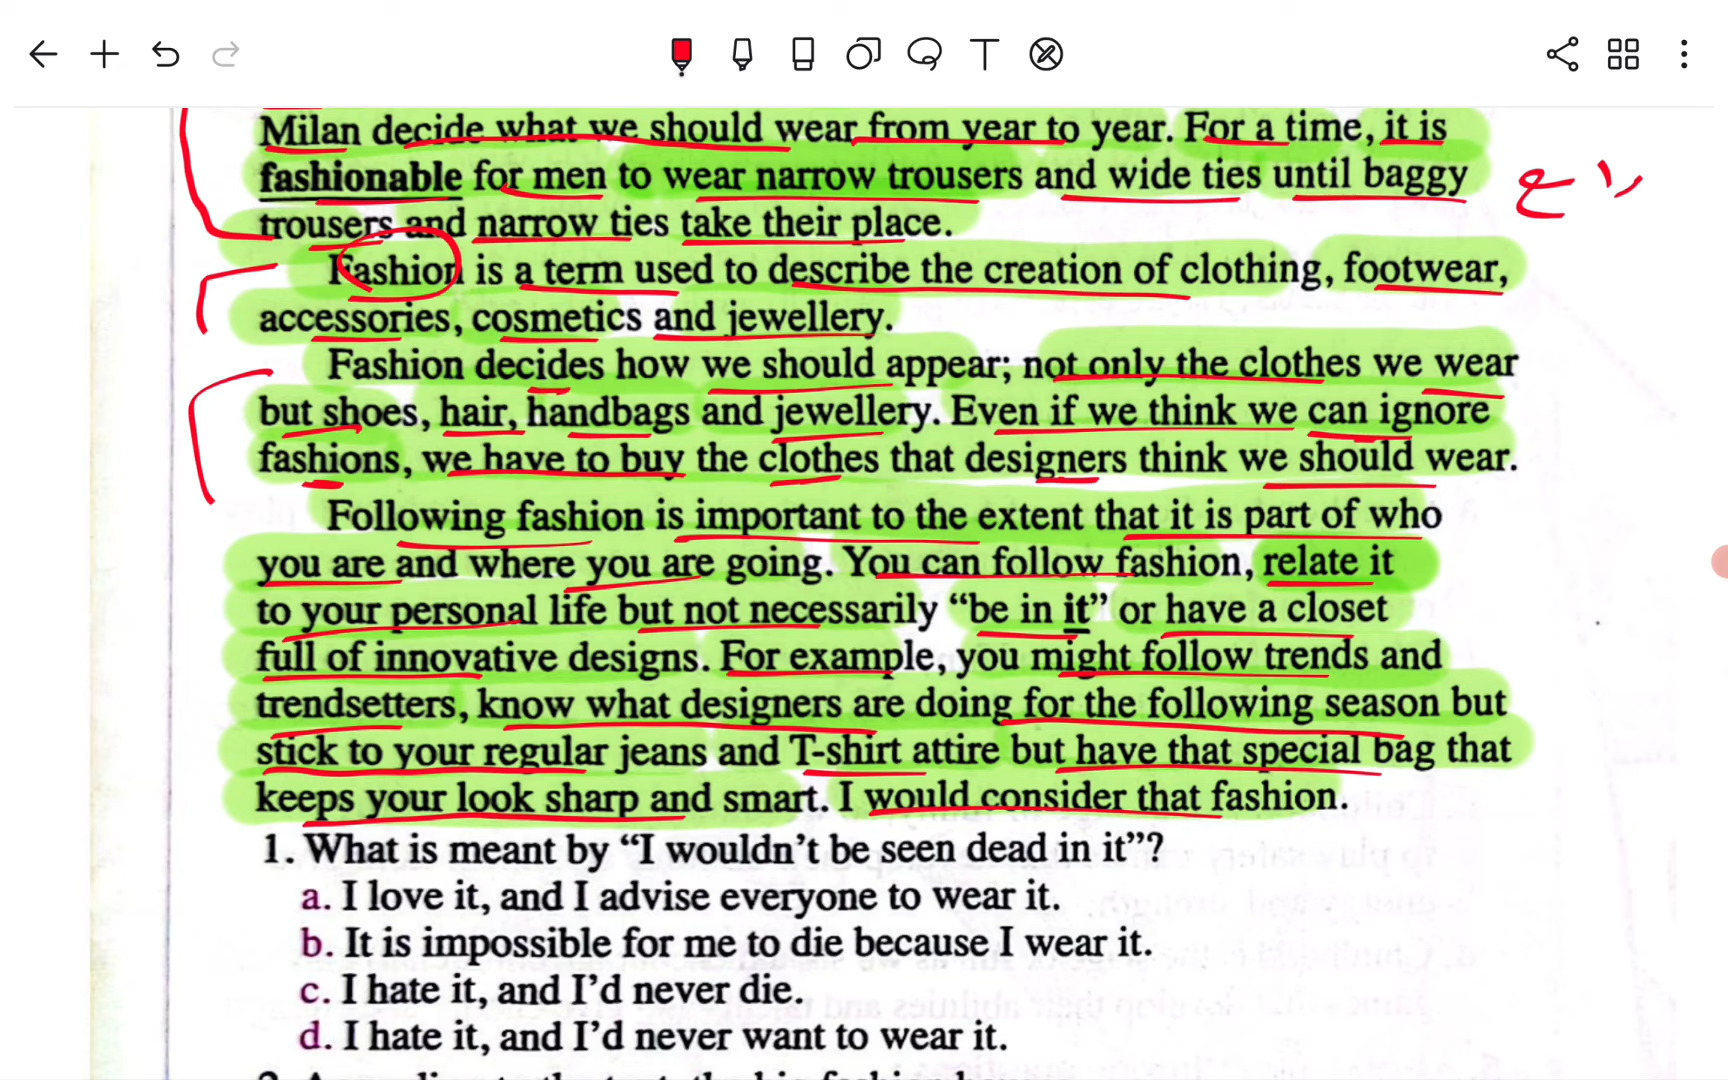 Milan decide what we should wear from year to year. For a time, it is
fashionable for men to wear narrow trousers and wide ties until baggy
trousers and narrow ties take their place.
Fashion is a term used to describe the creation of clothing, footwear,
accessories, cosmetics and jewellery.
Fashion decides how we should appear; not only the clothes we wear
but shoes, hair, handbags and jewellery. Even if we think we can ignore
fashions, we have to buy the clothes that designers think we should wear.
Following fashion is important to the extent that it is part of who
you are and where you are going. You can follow fashion, relate it
to your personal life but not necessarily “be in it” or have a closet
full of innovative designs. For example, you might follow trends and
trendsetters, know what designers are doing for the following season but
stick to your regular jeans and T-shirt attire but have that special bag that
keeps your look sharp and smart. I would consider that fashion.
1. What is meant by “I wouldn’t be seen dead in it”?
a. I love it, and I advise everyone to wear it.
b. It is impossible for me to die because I wear it.
c. I hate it, and I’d never die.
d. I hate it, and I’d never want to wear it.